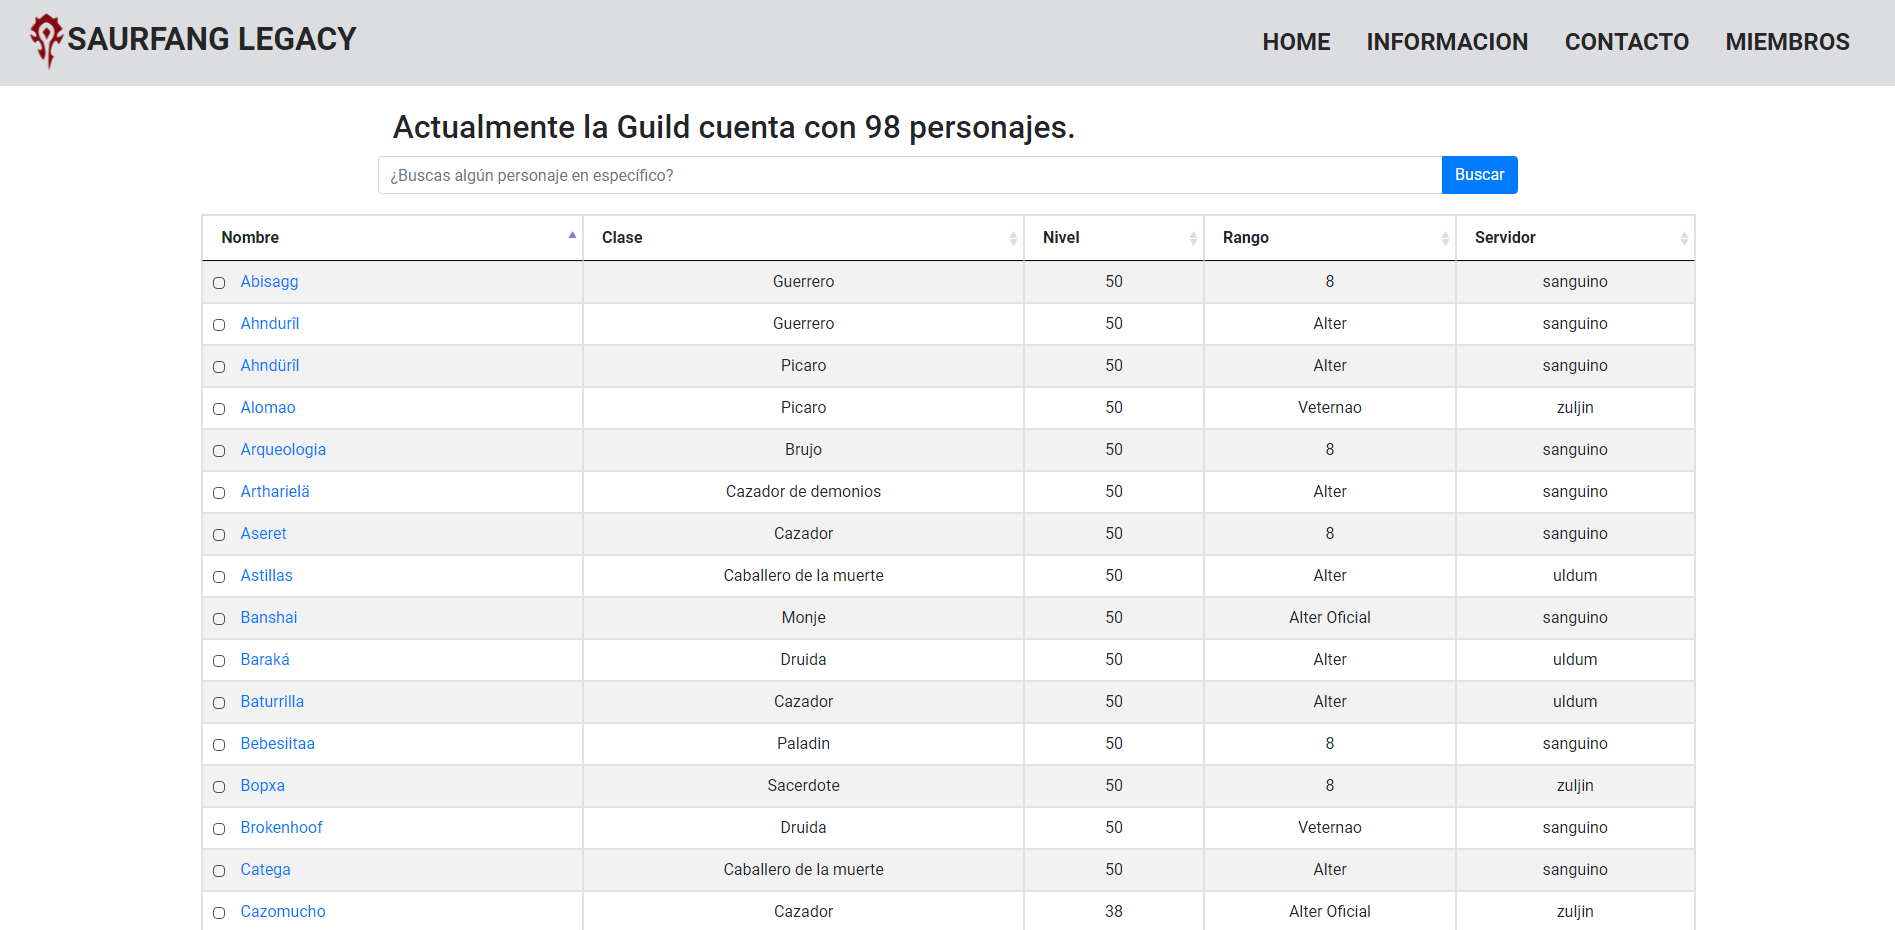 SAURFANG LEGACY HOME INFORMACION CONTACTO MIEMBROS
Actualmente la Guild cuenta con 98 personajes.
¿Buscas algún personaje en específico? Buscar
Nombre Clase Nivel Rango Servidor
Abisagg Guerrero 50 8 sanguino
Ahndurîl Guerrero 50 Alter sanguino
Ahndürîl Picaro 50 Alter sanguino
Alomao Picaro 50 Veternao zuljin
Arqueologia Brujo 50 8 sanguino
Artharielä Cazador de demonios 50 Alter sanguino
Aseret Cazador 50 8 sanguino
Astillas Caballero de la muerte 50 Alter uldum
Banshai Monje 50 Alter Oficial sanguino
Baraká Druida 50 Alter uldum
Baturrilla Cazador 50 Alter uldum
Bebesiitaa Paladin 50 8 sanguino
Bopxa Sacerdote 50 8 zuljin
Brokenhoof Druida 50 Veternao sanguino
Catega Caballero de la muerte 50 Alter sanguino
Cazomucho Cazador 38 Alter Oficial zuljin